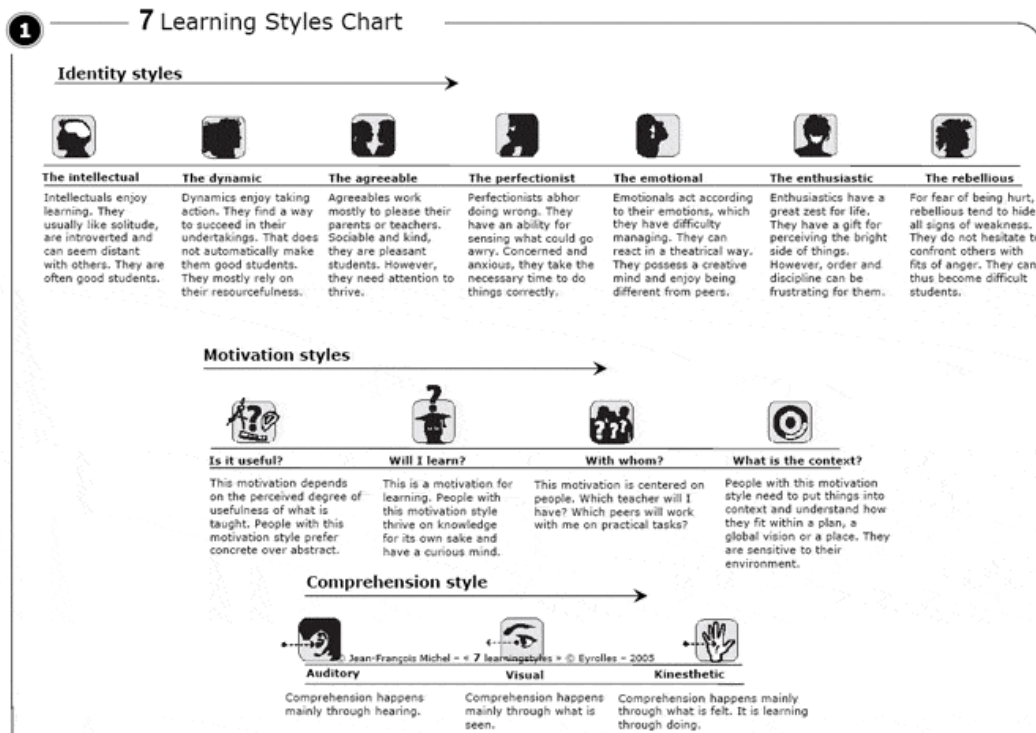 1
7 Learning Styles Chart
Identity styles
The intellectual
Intellectuals enjoy
learning. They
usually like solitude,
are introverted and
can seem distant
with others. They are
often good students.
The dynamic
Dynamics enjoy taking
action. They find a way
to succeed in their
undertakings. That does
not automatically make
them good students.
They mostly rely on
their resourcefulness.
The agreeable
Agreeables work
mostly to please their
parents or teachers.
Sociable and kind,
they are pleasant
students. However,
they need attention to
thrive.
The perfectionist
Perfectionists abhor
doing wrong. They
have an ability for
sensing what could go
awry. Concerned and
anxious, they take the
necessary time to do
things correctly.
The emotional
Emotionals act according
to their emotions, which
they have difficulty
managing. They can
react in a theatrical way.
They possess a creative
mind and enjoy being
different from peers.
The enthusiastic
Enthusiastics have a
great zest for life.
They have a gift for
perceiving the bright
side of things.
However, order and
discipline can be
frustrating for them.
The rebellious
For fear of being hurt,
rebellious tend to hide
all signs of weakness.
They do not hesitate t
confront others with
fits of anger. They can
thus become difficult
students.
Motivation styles
Is it useful?
This motivation depends
on the perceived degree of
usefulness of what is
taught. People with this
motivation style prefer
concrete over abstract.
Will I learn?
This is a motivation for
learning. People with
this motivation style
thrive on knowledge
for its own sake and
have a curious mind.
With whom?
This motivation is centered on
people. Which teacher will I
have? Which peers will work
with me on practical tasks?
What is the context?
People with this motivation
style need to put things into
context and understand how
they fit within a plan, a
global vision or a place. They
are sensitive to their
environment.
Comprehension style
© Jean-François Michel - « 7 learningstyles » © Eyrolles - 2005
Auditory
Comprehension happens
mainly through hearing.
Visual
Comprehension happens
mainly through what is
seen.
Kinesthetic
Comprehension happens mainly
through what is felt. It is learning
through doing.